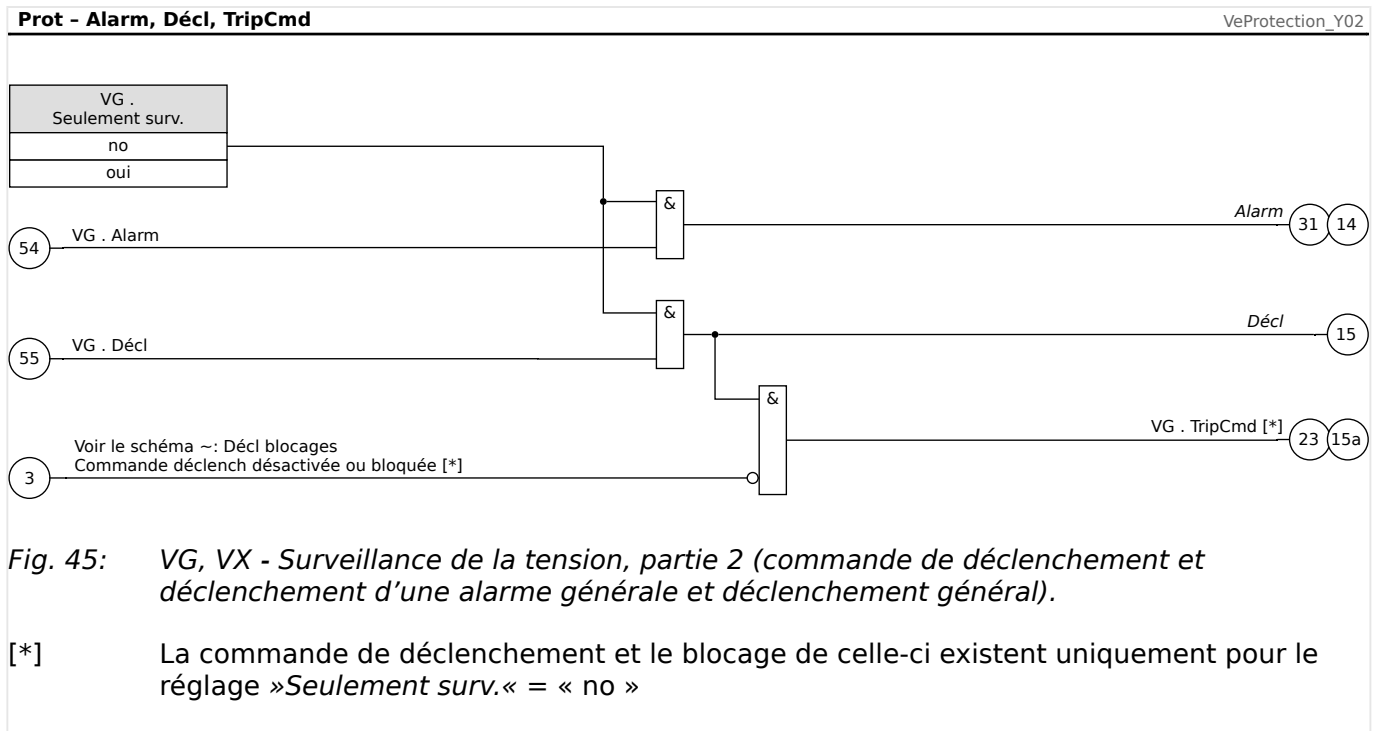 Prot – Alarm, Décl, TripCmd
VeProtection_Y02
VG .
Seulement surv.
no
oui
&
Alarm
31
14
54
VG . Alarm
&
Décl
15
55
VG . Décl
&
VG . TripCmd [*]
23
15a
3
Voir le schéma ~: Décl blocages
Commande déclench désactivée ou bloquée [*]
Fig. 45: VG, VX - Surveillance de la tension, partie 2 (commande de déclenchement et
déclenchement d’une alarme générale et déclenchement général).
[*] La commande de déclenchement et le blocage de celle-ci existent uniquement pour le
réglage »Seulement surv.« = « no »